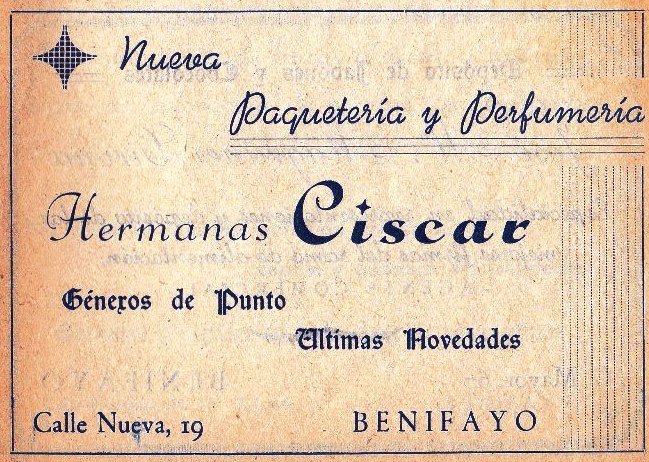 Nueva
Paquetería y Perfumería
Hermanas Ciscar
Géneros de Punto
Ultimas Novedades
Calle Nueva, 19 BENIFAYO